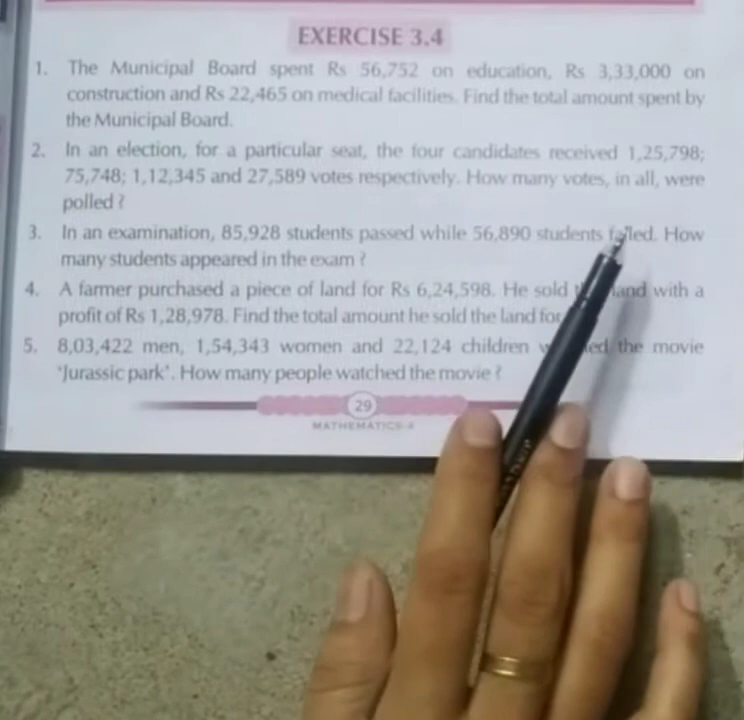 EXERCISE 3.4
1. The Municipal Board spent Rs 56,752 on education, Rs 3,33,000 on
construction and Rs 22,465 on medical facilities. Find the total amount spent by
the Municipal Board.
2. In an election, for a particular seat, the four candidates received 1,25,798;
75,748; 1,12,345 and 27,589 votes respectively. How many votes, in all, were
polled ?
3. In an examination, 85,928 students passed while 56,890 students failed. How
many students appeared in the exam ?
4. A farmer purchased a piece of land for Rs 6,24,598. He sold land with a
profit of Rs 1,28,978. Find the total amount he sold the land for
5. 8,03,422 men, 1,54,343 women and 22,124 children the movie
'Jurassic park'. How many people watched the movie ?
29
MATHEMATICS-4